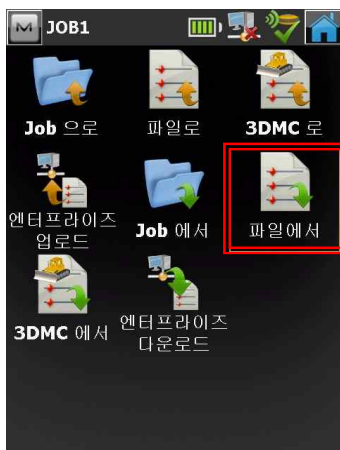 JOB1
Job 으로
파일로
3DMC 로
엔터프라이즈
업로드
Job 에서
파일에서
3DMC 에서
엔터프라이즈
다운로드